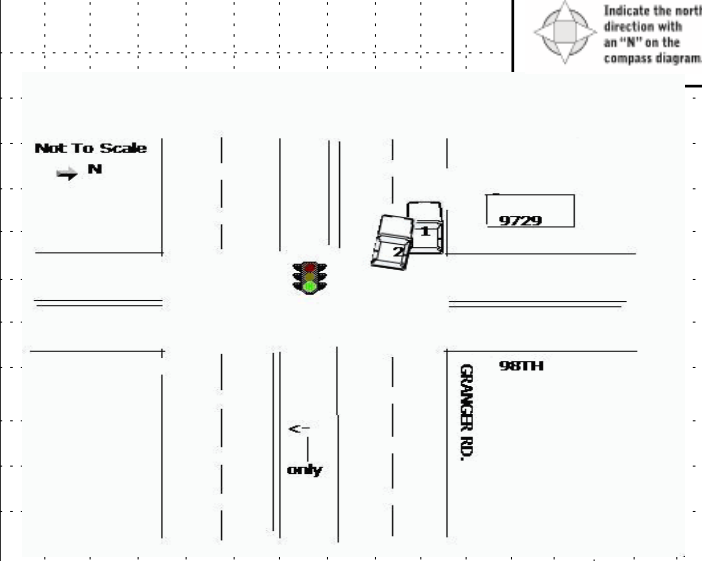 Indicate the north
direction with
an "N" on the
compass diagram.
Not To Scale
N
9729
1
2
98TH
GRANGER RD.
<-
only